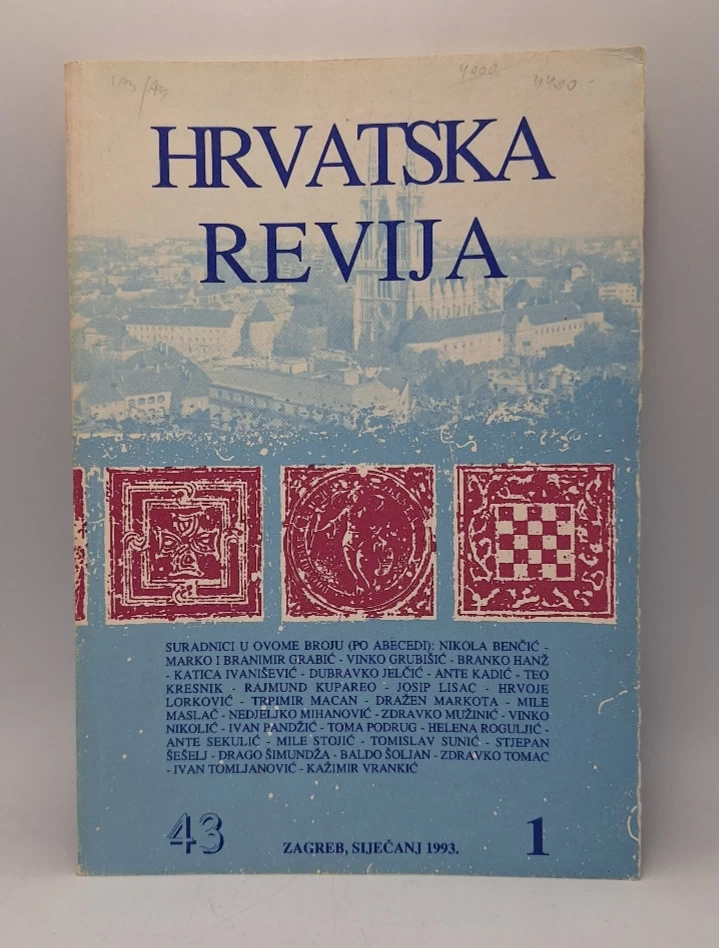 4000
4400-
HRVATSKA
REVIJA
SURADNICI U OVOME BROJU (PO ABECEDI): NIKOLA BENČIĆ -
MARKO I BRANIMIR GRABIĆ - VINKO GRUBIŠIĆ - BRANKO HANŽ
- KATICA IVANIŠEVIĆ - DUBRAVKO JELČIĆ - ANTE KADIĆ - TEO
KRESNIK - RAJMUND KUPAREO - JOSIP LISAC - HRVOJE
LORKOVIĆ - TRPIMIR MACAN - DRAŽEN MARKOTA - MILE
MASLAČ - NEDJELJKO MIHANOVIĆ - ZDRAVKO MUŽINIĆ - VINKO
NIKOLIĆ - IVAN PANDŽIĆ - TOMA PODRUG - HELENA ROGULJIĆ -
ANTE SEKULIĆ - MILE STOJIĆ - TOMISLAV SUNIĆ - STJEPAN
ŠEŠELJ - DRAGO ŠIMUNDŽA - BALDO ŠOLJAN - ZDRAVKO TOMAC
- IVAN TOMLJANOVIĆ - KAŽIMIR VRANKIĆ
43 ZAGREB, SIJEČANJ 1993. 1